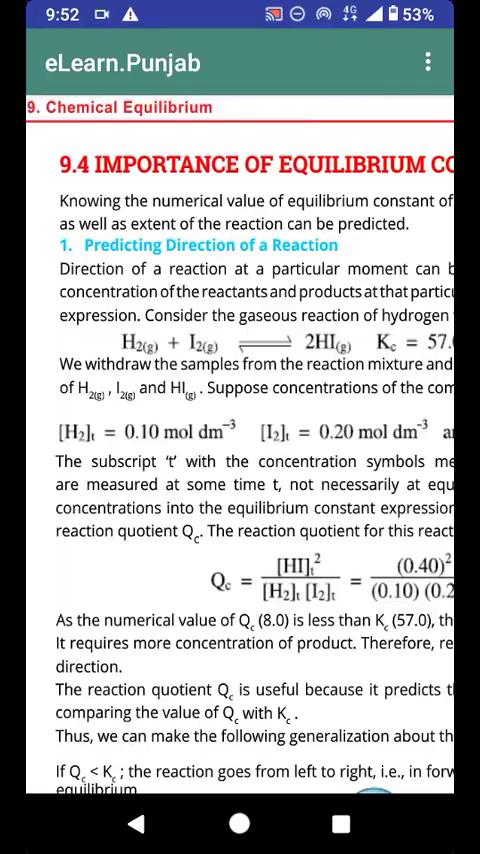 9:52 4G 53%
eLearn.Punjab
9. Chemical Equilibrium
9.4 IMPORTANCE OF EQUILIBRIUM CO
Knowing the numerical value of equilibrium constant of
as well as extent of the reaction can be predicted.
1. Predicting Direction of a Reaction
Direction of a reaction at a particular moment can b
concentration of the reactants and products at that particu
expression. Consider the gaseous reaction of hydrogen
H₂(g) + I₂(g) ⇌ 2HI(g) Kc = 57.
We withdraw the samples from the reaction mixture and
of H₂(g) , I₂(g) and HI(g) . Suppose concentrations of the com
[H₂]t = 0.10 mol dm⁻³ [I₂]t = 0.20 mol dm⁻³ a
The subscript ‘t’ with the concentration symbols me
are measured at some time t, not necessarily at equ
concentrations into the equilibrium constant expression
reaction quotient Qc. The reaction quotient for this react
Qc = [HI]t² / [H₂]t [I₂]t = (0.40)² / (0.10) (0.2
As the numerical value of Qc (8.0) is less than Kc (57.0), th
It requires more concentration of product. Therefore, re
direction.
The reaction quotient Qc is useful because it predicts t
comparing the value of Qc with Kc .
Thus, we can make the following generalization about th
If Qc < Kc ; the reaction goes from left to right, i.e., in forw
equilibrium